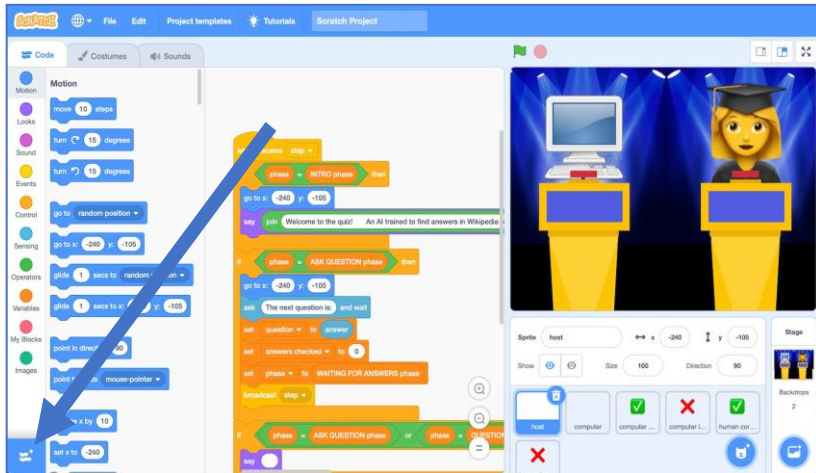 SCRATCH File Edit Project templates Tutorials Scratch Project
Code Costumes Sounds
Motion
Looks
Sound
Events
Control
Sensing
Operators
Variables
My Blocks
Images
Motion
move 10 steps
turn 15 degrees
turn 15 degrees
go to random position
go to x: -240 y: -105
glide 1 secs to random
glide 1 secs to x: y: -105
point in 90
point mouse-pointer
x by 10
set x to -240
step
phase = INTRO phase then
go to x: -240 y: -105
say join Welcome to the quiz! An AI trained to find answers in Wikipedia
if phase = ASK QUESTION phase then
go to x: -240 y: -105
ask The next question is: and wait
set question to answer
set answers checked to 0
set phase to WAITING FOR ANSWERS phase
broadcast step
if phase = ASK QUESTION phase or phase =
say
Sprite host x -240 y -105
Show Size 100 Direction 90
host computer computer ... computer i... human cor...
Stage
Backdrops
2